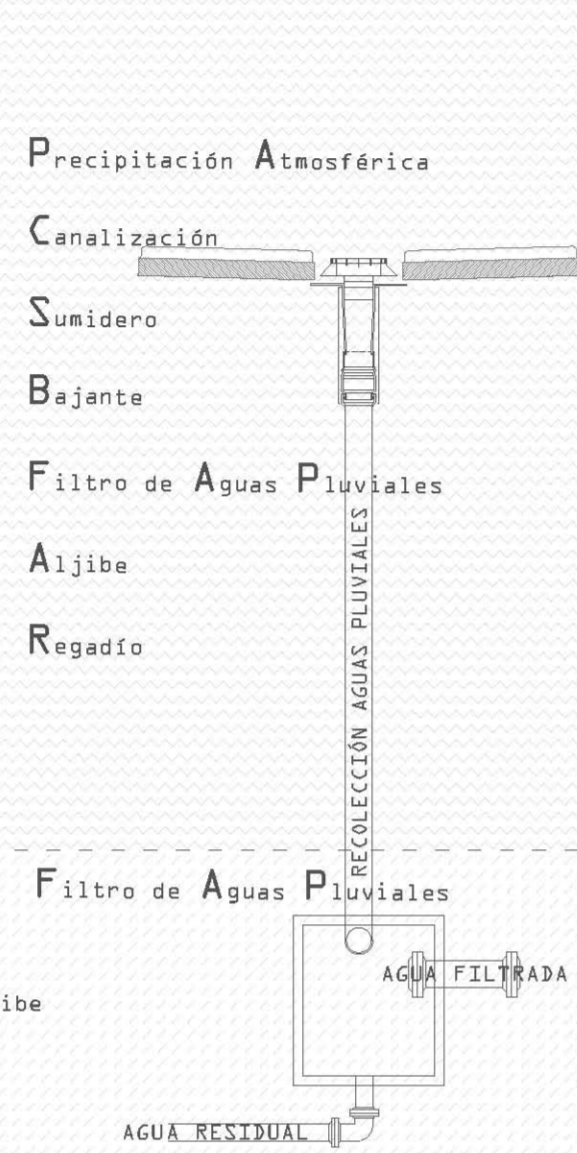 Precipitación Atmosférica
Canalización
Sumidero
Bajante
Filtro de Aguas Pluviales
Aljibe
Regadío
RECOLECCIÓN AGUAS PLUVIALES
Filtro de Aguas Pluviales
AGUA FILTRADA
ibe
AGUA RESIDUAL